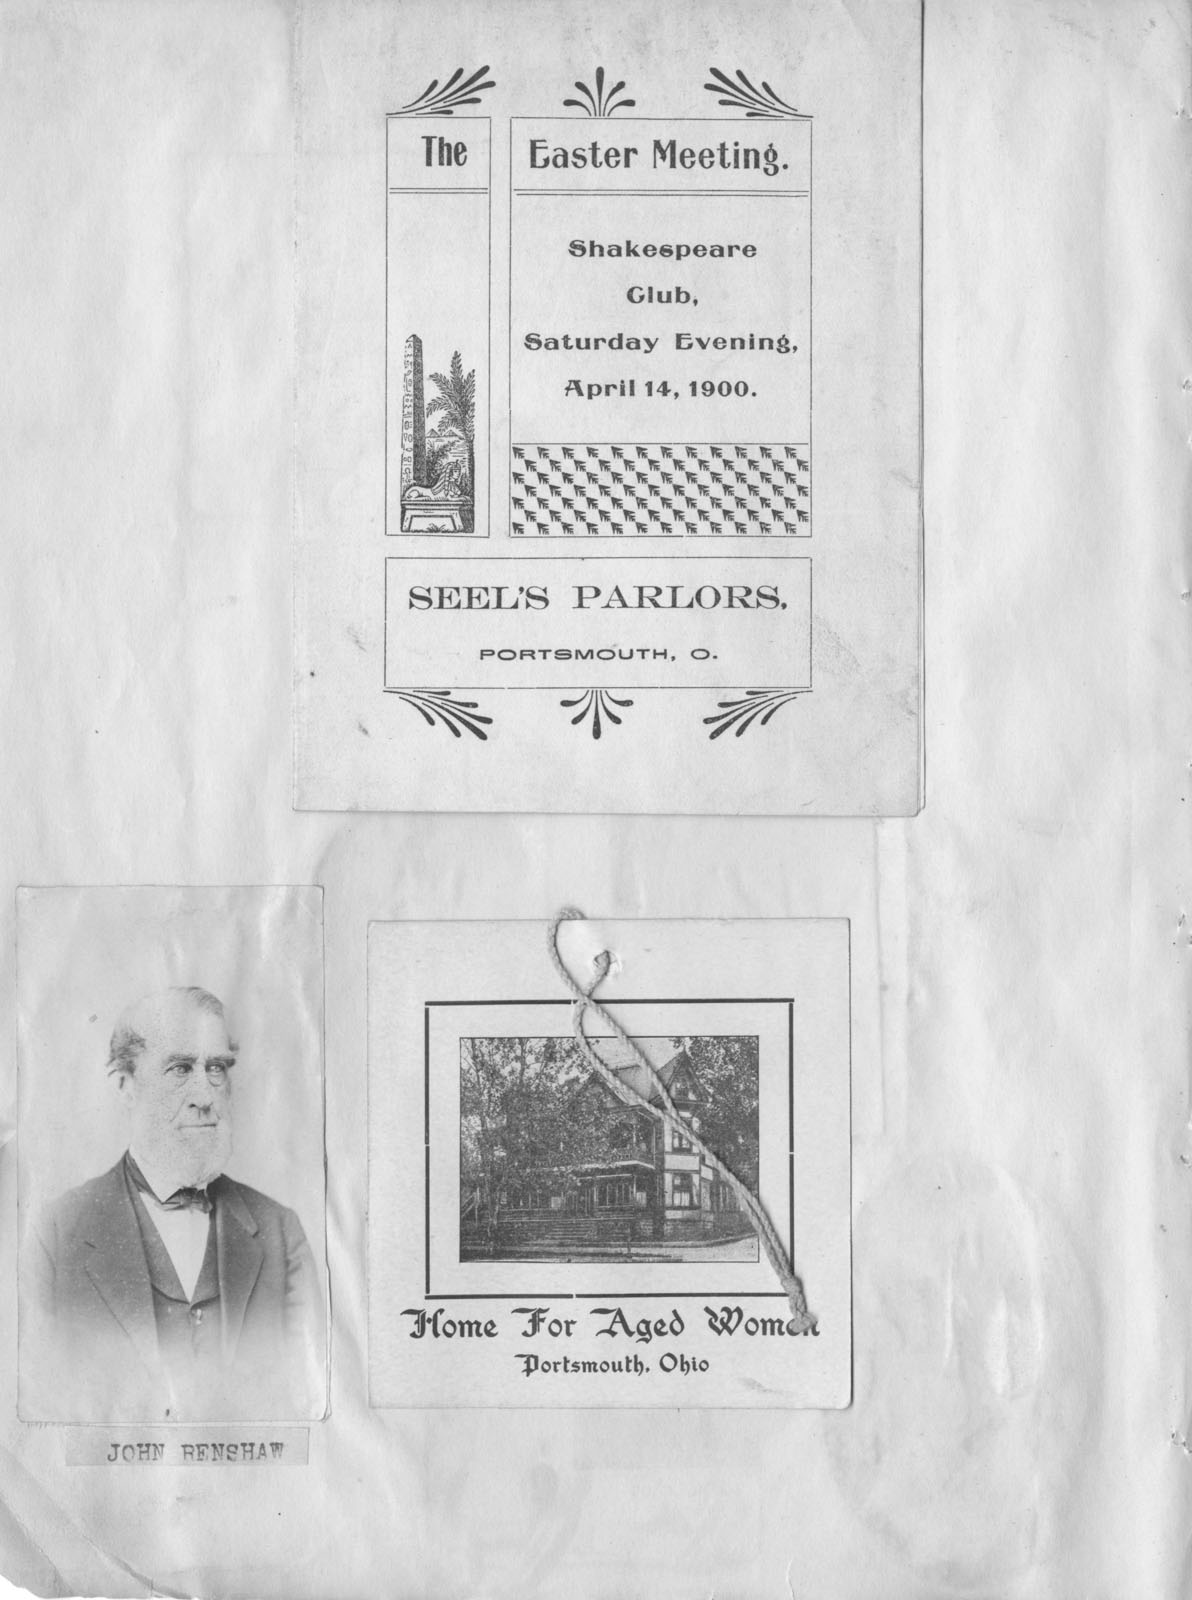 The Easter Meeting.
Shakespeare
Club,
Saturday Evening,
April 14, 1900.
SEEL'S PARLORS,
PORTSMOUTH, O.
Home For Aged Women
Portsmouth, Ohio
JOHN RENSHAW